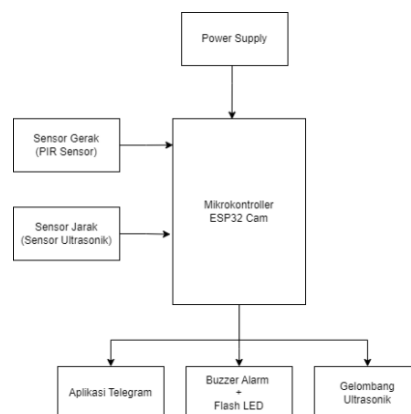 Power Supply
Sensor Gerak
(PIR Sensor)
Mikrokontroller
ESP32 Cam
Sensor Jarak
(Sensor Ultrasonik)
Aplikasi Telegram
Buzzer Alarm
+
Flash LED
Gelombang
Ultrasonik